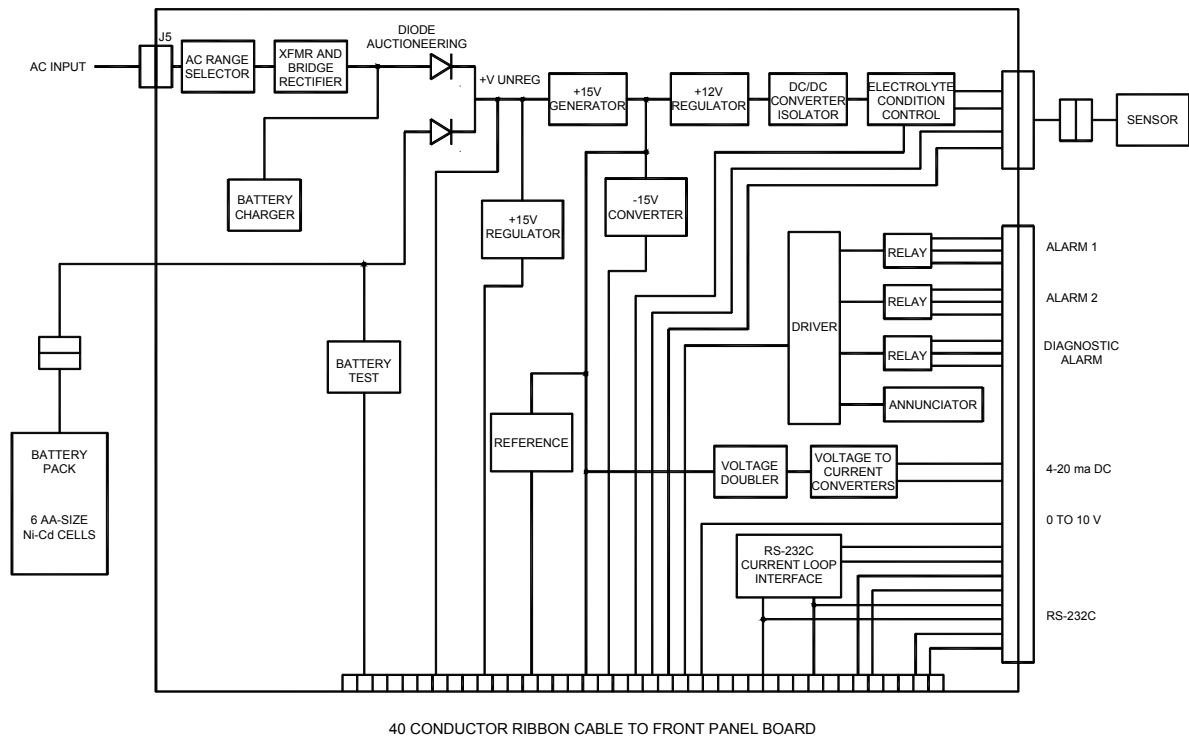 J5
AC INPUT
AC RANGE
SELECTOR
XFMR AND
BRIDGE
RECTIFIER
DIODE
AUCTIONEERING
+V UNREG
+15V
GENERATOR
+12V
REGULATOR
DC/DC
CONVERTER
ISOLATOR
ELECTROLYTE
CONDITION
CONTROL
SENSOR
BATTERY
CHARGER
+15V
REGULATOR
-15V
CONVERTER
DRIVER
RELAY
ALARM 1
RELAY
ALARM 2
RELAY
DIAGNOSTIC
ALARM
ANNUNCIATOR
BATTERY
TEST
REFERENCE
BATTERY
PACK
6 AA-SIZE
Ni-Cd CELLS
VOLTAGE
DOUBLER
VOLTAGE TO
CURRENT
CONVERTERS
4-20 ma DC
0 TO 10 V
RS-232C
CURRENT LOOP
INTERFACE
RS-232C
40 CONDUCTOR RIBBON CABLE TO FRONT PANEL BOARD